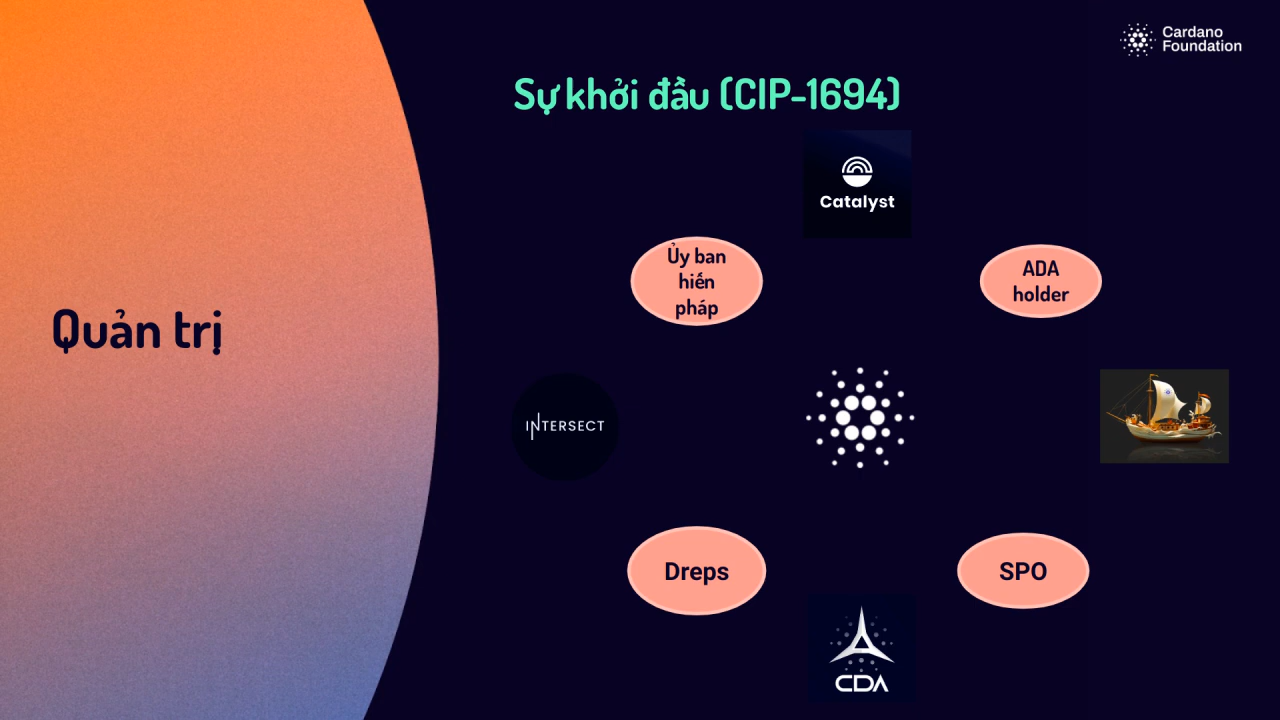 Cardano
Foundation
Sự khởi đầu (CIP-1694)
Catalyst
Ủy ban
hiến
pháp
ADA
holder
Quản trị
INTERSECT
Dreps
SPO
CDA